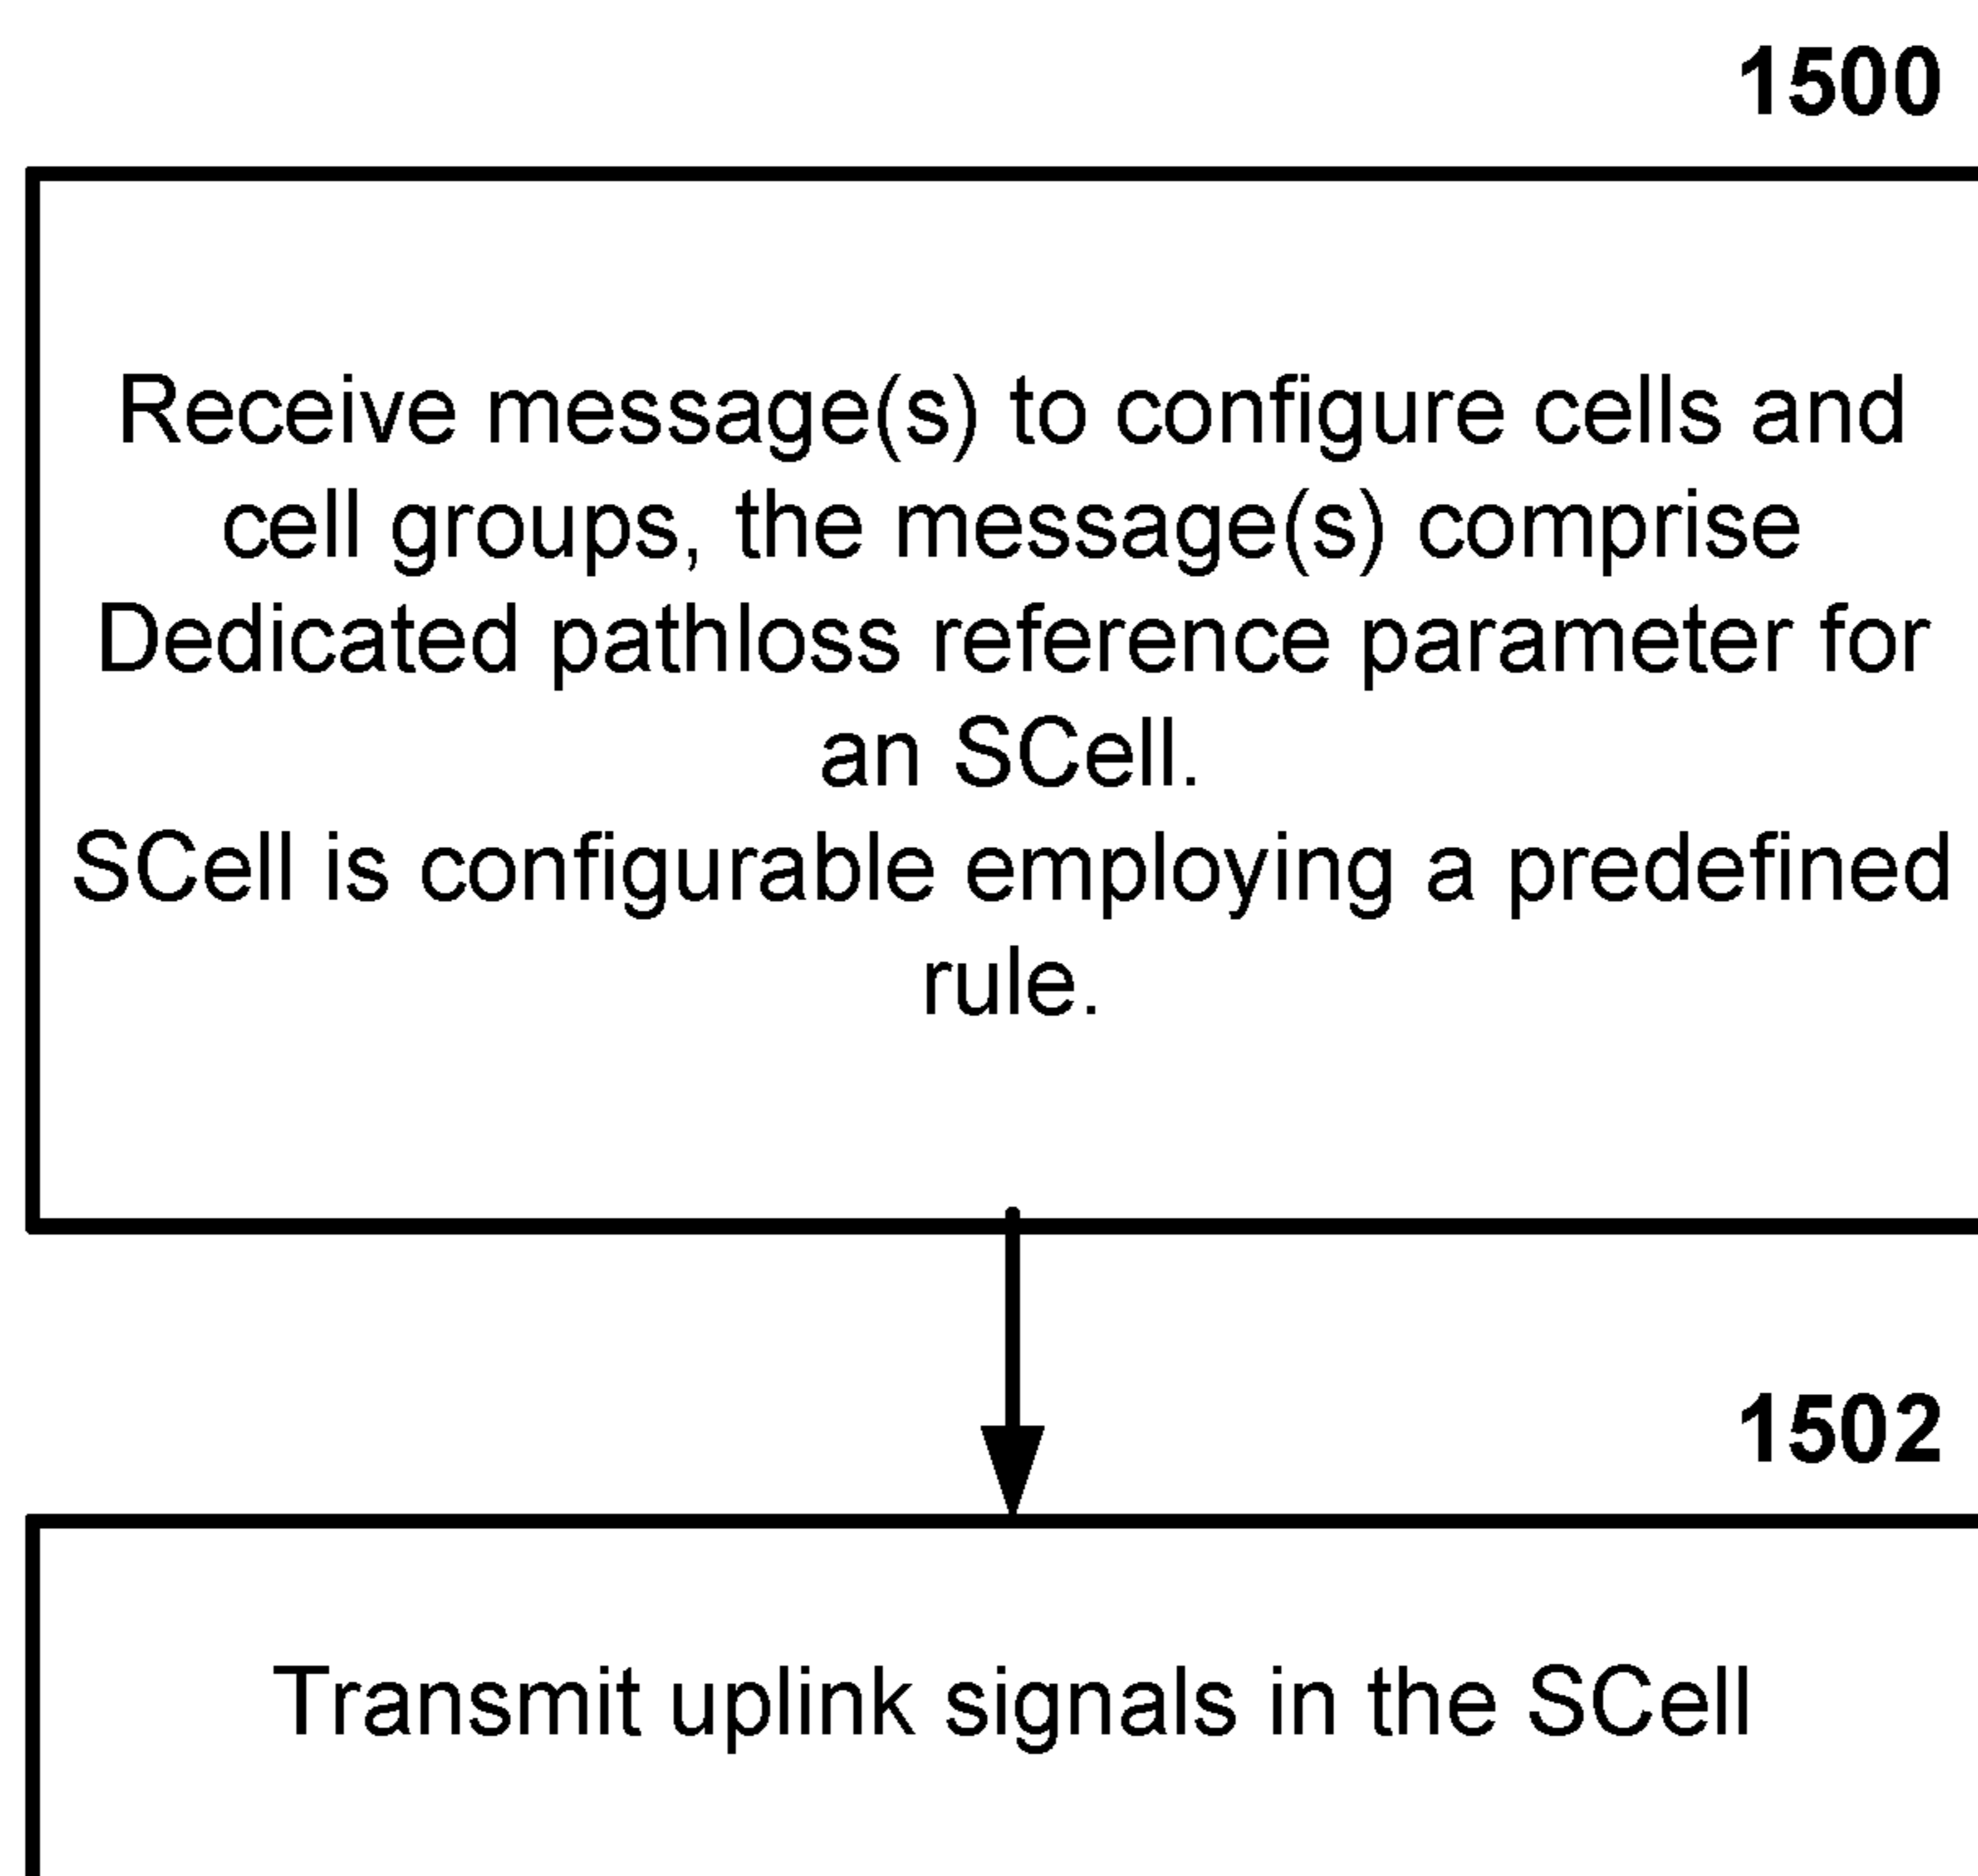 1500
Receive message(s) to configure cells and
cell groups, the message(s) comprise
Dedicated pathloss reference parameter for
an SCell.
SCell is configurable employing a predefined
rule.
1502
Transmit uplink signals in the SCell